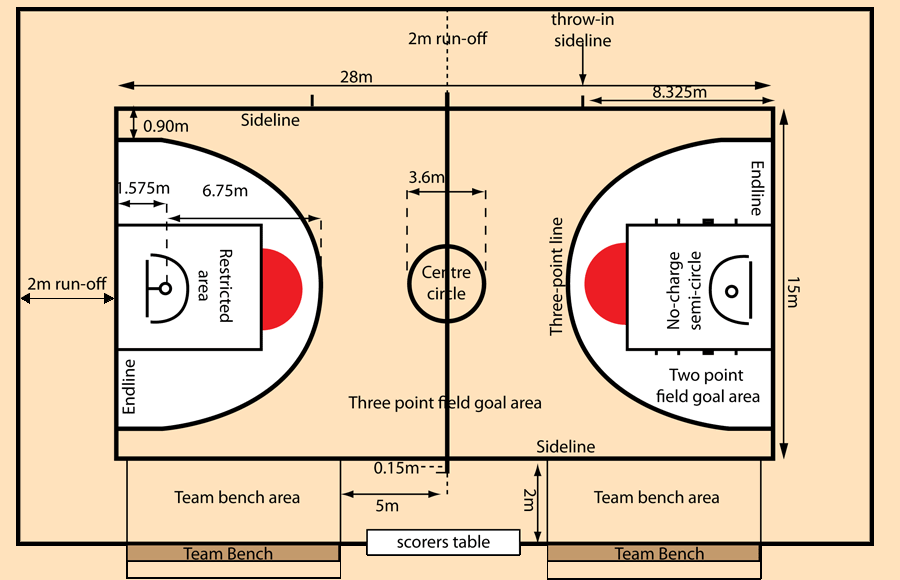 throw-in
sideline
2m run-off
28m
8.325m
Sideline
0.90m
1.575m
6.75m
3.6m
Endline
Three-point line
Restricted
area
Centre
circle
No-charge
semi-circle
15m
2m run-off
Endline
Two point
field goal area
Three point field goal area
Sideline
0.15m
Team bench area
5m
2m
Team bench area
scorers table
Team Bench
Team Bench